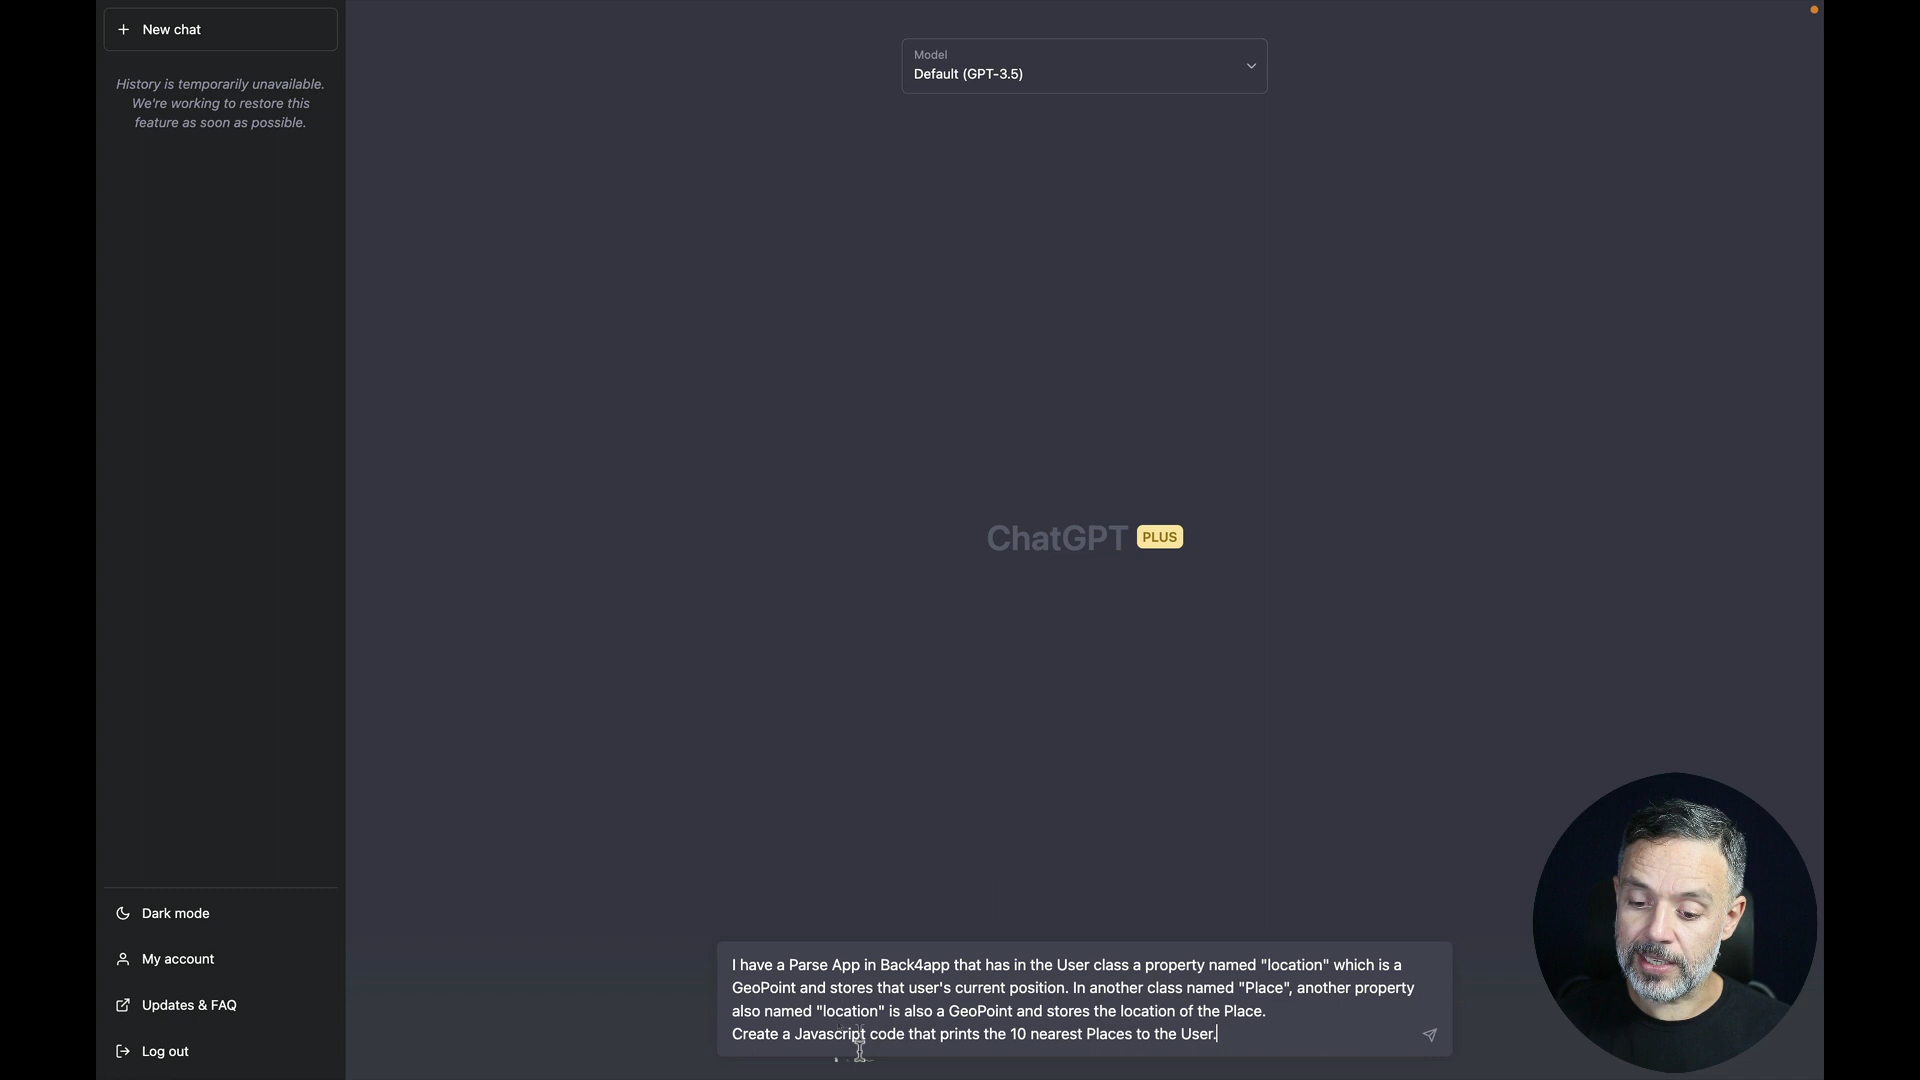 New chat
History is temporarily unavailable.
We're working to restore this
feature as soon as possible.
Model
Default (GPT-3.5)
ChatGPT PLUS
Dark mode
My account
Updates & FAQ
Log out
I have a Parse App in Back4app that has in the User class a property named "location" which is a
GeoPoint and stores that user's current position. In another class named "Place", another property
also named "location" is also a GeoPoint and stores the location of the Place.
Create a Javascript code that prints the 10 nearest Places to the User.